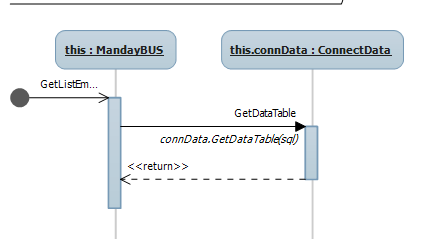 this : MandayBUS
this.connData : ConnectData
GetListEm...
GetDataTable
connData.GetDataTable(sql)
<<return>>